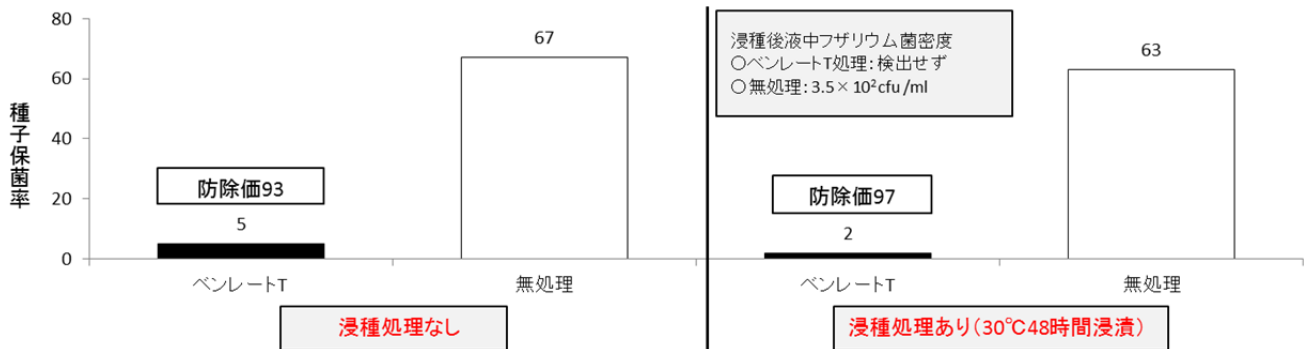 種子保菌率
80
60
40
20
0
67
防除価93
5
ベンレートT
無処理
浸種処理なし
浸種後液中フザリウム菌密度
○ベンレートT処理：検出せず
○無処理：3.5×10²cfu/ml
63
防除価97
2
ベンレートT
無処理
浸種処理あり（30℃48時間浸漬）